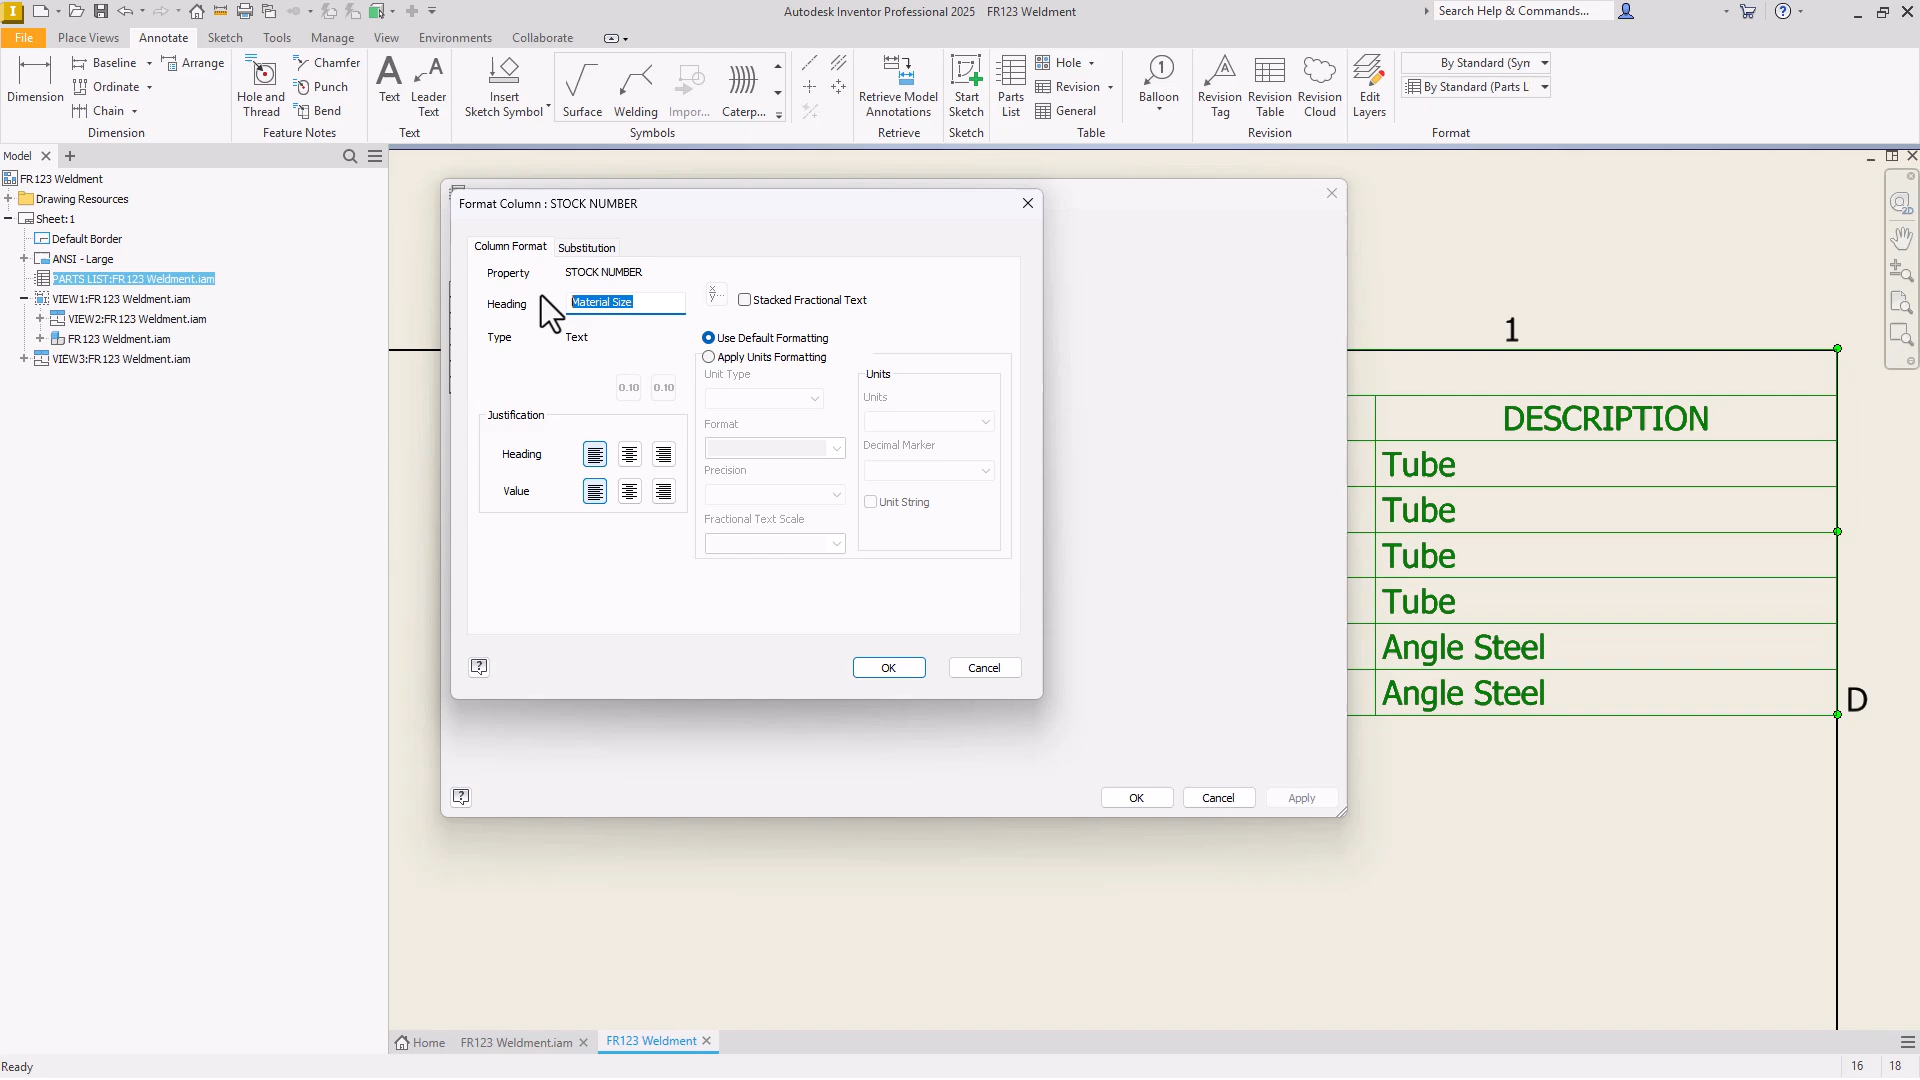 Autodesk Inventor Professional 2025 FR123 Weldment
Search Help & Commands...
File Place Views Annotate Sketch Tools Manage View Environments Collaborate
Dimension
Baseline
Ordinate
Chain
Arrange
Dimension
Hole and Thread
Chamfer
Punch
Bend
Feature Notes
Text
Leader Text
Text
Insert Sketch Symbol
Surface
Welding
Impor...
Caterp...
Symbols
Retrieve Model Annotations
Retrieve
Start Sketch
Sketch
Parts List
Hole
Revision
General
Table
Balloon
Revision Tag
Revision Table
Revision Cloud
Revision
Edit Layers
By Standard (Syn
By Standard (Parts L
Format
Model
FR123 Weldment
Drawing Resources
Sheet:1
Default Border
ANSI - Large
PARTS LIST:FR123 Weldment.iam
VIEW1:FR123 Weldment.iam
VIEW2:FR123 Weldment.iam
FR123 Weldment.iam
VIEW3:FR123 Weldment.iam
Format Column : STOCK NUMBER
Column Format
Substitution
Property STOCK NUMBER
Heading Material Size
Stacked Fractional Text
Type Text
Use Default Formatting
Apply Units Formatting
Unit Type
Format
Precision
Fractional Text Scale
Units
Units
Decimal Marker
Unit String
0.10 0.10
Justification
Heading
Value
OK
Cancel
OK
Cancel
Apply
1
DESCRIPTION
Tube
Tube
Tube
Tube
Angle Steel
Angle Steel
D
Home FR123 Weldment.iam FR123 Weldment
Ready
16 18